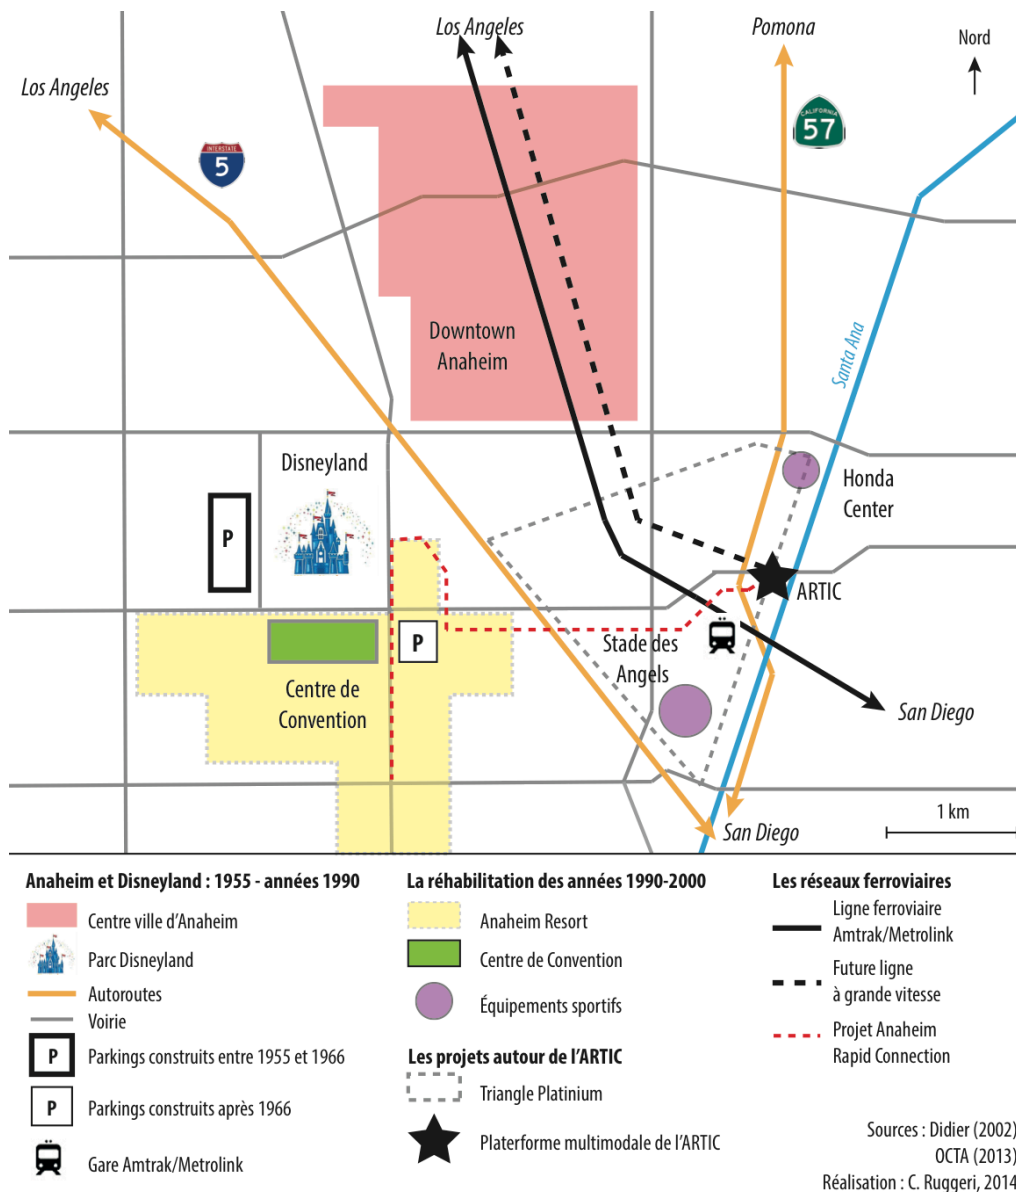 Los Angeles
Pomona
Nord
Los Angeles
INTERSTATE
5
CALIFORNIA
57
Santa Ana
Downtown
Anaheim
Disneyland
Honda
Center
P
ARTIC
P
Stade des
Angels
Centre de
Convention
San Diego
San Diego
1 km
Anaheim et Disneyland : 1955 - années 1990
Centre ville d'Anaheim
Parc Disneyland
Autoroutes
Voirie
P
Parkings construits entre 1955 et 1966
P
Parkings construits après 1966
Gare Amtrak/Metrolink
La réhabilitation des années 1990-2000
Anaheim Resort
Centre de Convention
Équipements sportifs
Les projets autour de l'ARTIC
Triangle Platinium
Platerforme multimodale de l'ARTIC
Les réseaux ferroviaires
Ligne ferroviaire
Amtrak/Metrolink
Future ligne
à grande vitesse
Projet Anaheim
Rapid Connection
Sources : Didier (2002)
OCTA (2013)
Réalisation : C. Ruggeri, 2014